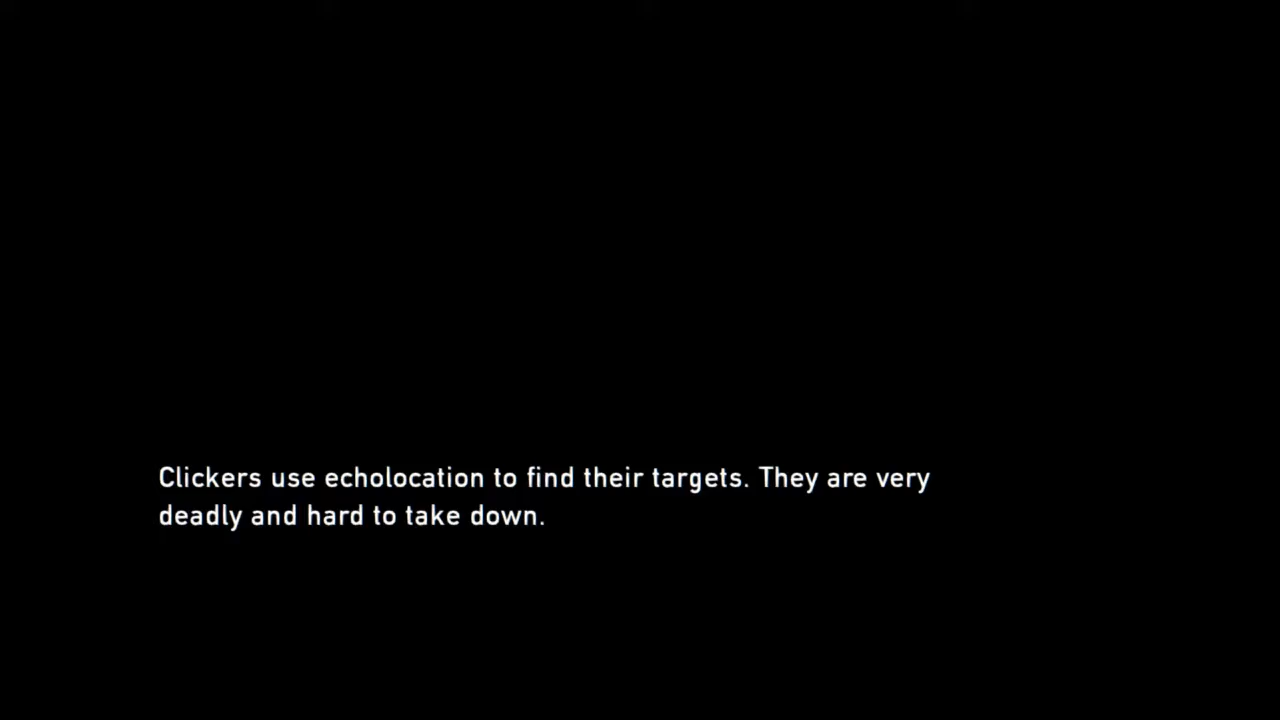 Clickers use echolocation to find their targets. They are very
deadly and hard to take down.